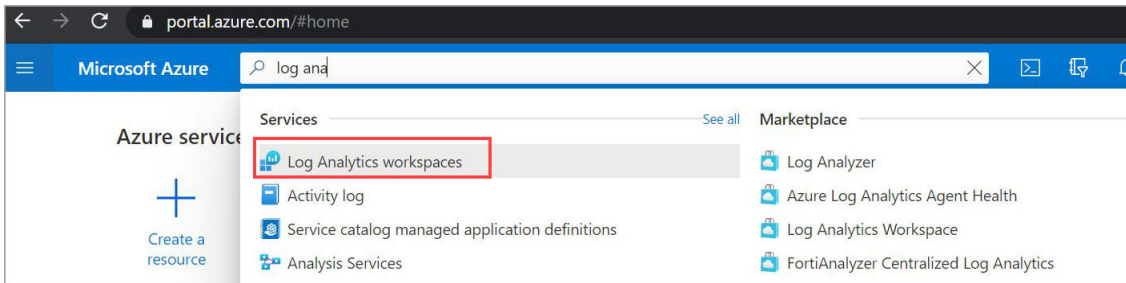 portal.azure.com/#home
Microsoft Azure
log ana
Azure service
Create a
resource
Services
See all
Log Analytics workspaces
Activity log
Service catalog managed application definitions
Analysis Services
Marketplace
Log Analyzer
Azure Log Analytics Agent Health
Log Analytics Workspace
FortiAnalyzer Centralized Log Analytics